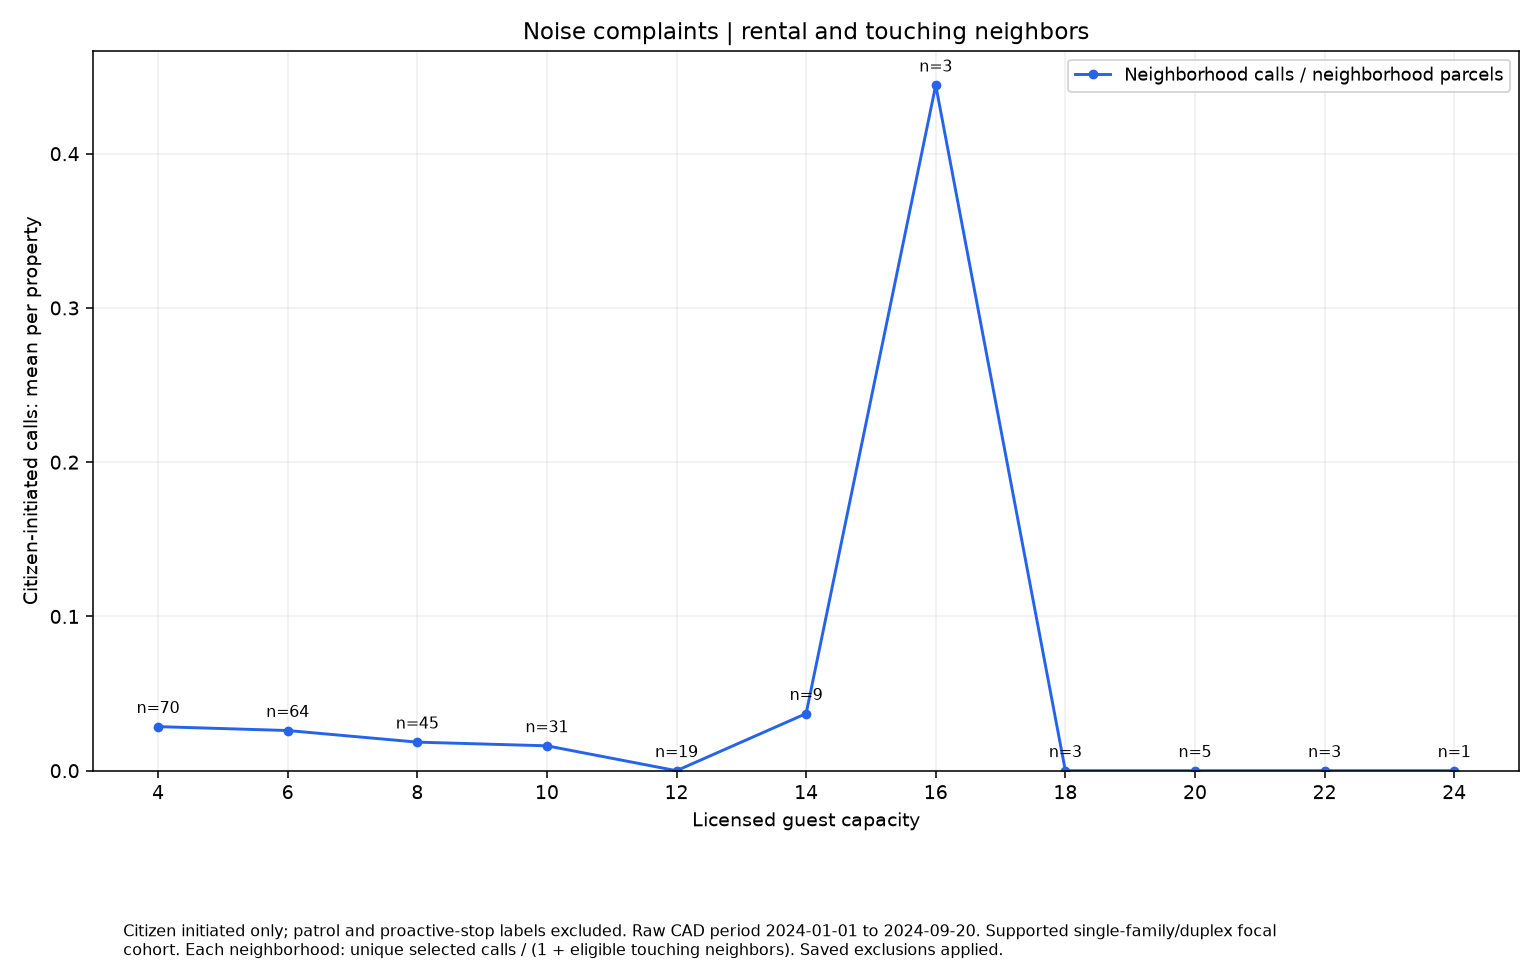 Noise complaints | rental and touching neighbors
Neighborhood calls / neighborhood parcels
Citizen-initiated calls: mean per property
0.4
0.3
0.2
0.1
0.0
n=70
n=64
n=45
n=31
n=19
n=9
n=3
n=3
n=5
n=3
n=1
4 6 8 10 12 14 16 18 20 22 24
Licensed guest capacity
Citizen initiated only; patrol and proactive-stop labels excluded. Raw CAD period 2024-01-01 to 2024-09-20. Supported single-family/duplex focal
cohort. Each neighborhood: unique selected calls / (1 + eligible touching neighbors). Saved exclusions applied.